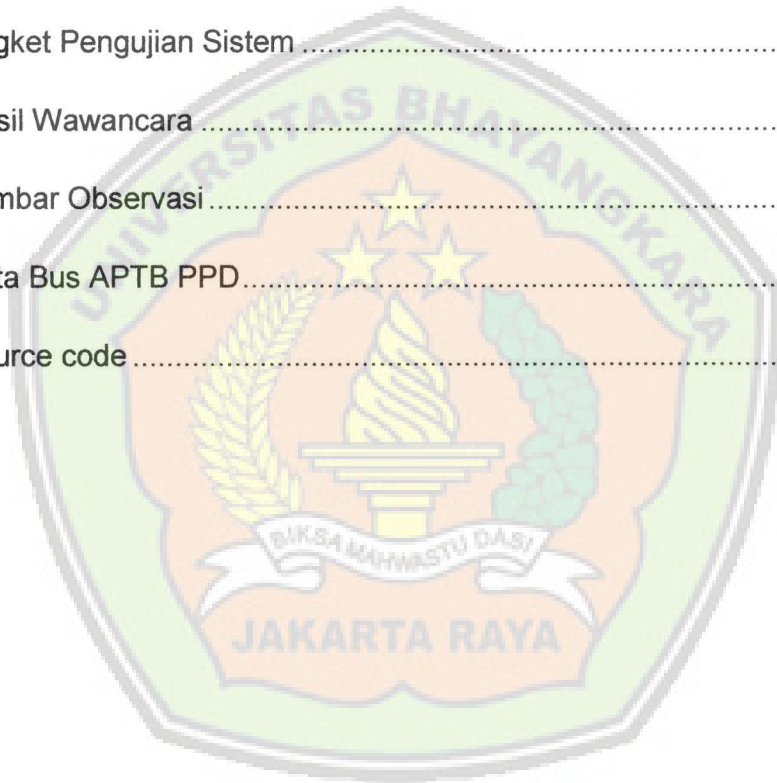 gket Pengujian Sistem ........................................................
sil Wawancara ........................................................
mbar Observasi ........................................................
ta Bus APTB PPD ........................................................
urce code ........................................................
UNIVERSITAS BHAYANGKARA
BIKSA MAHWASTU DASI
JAKARTA RAYA